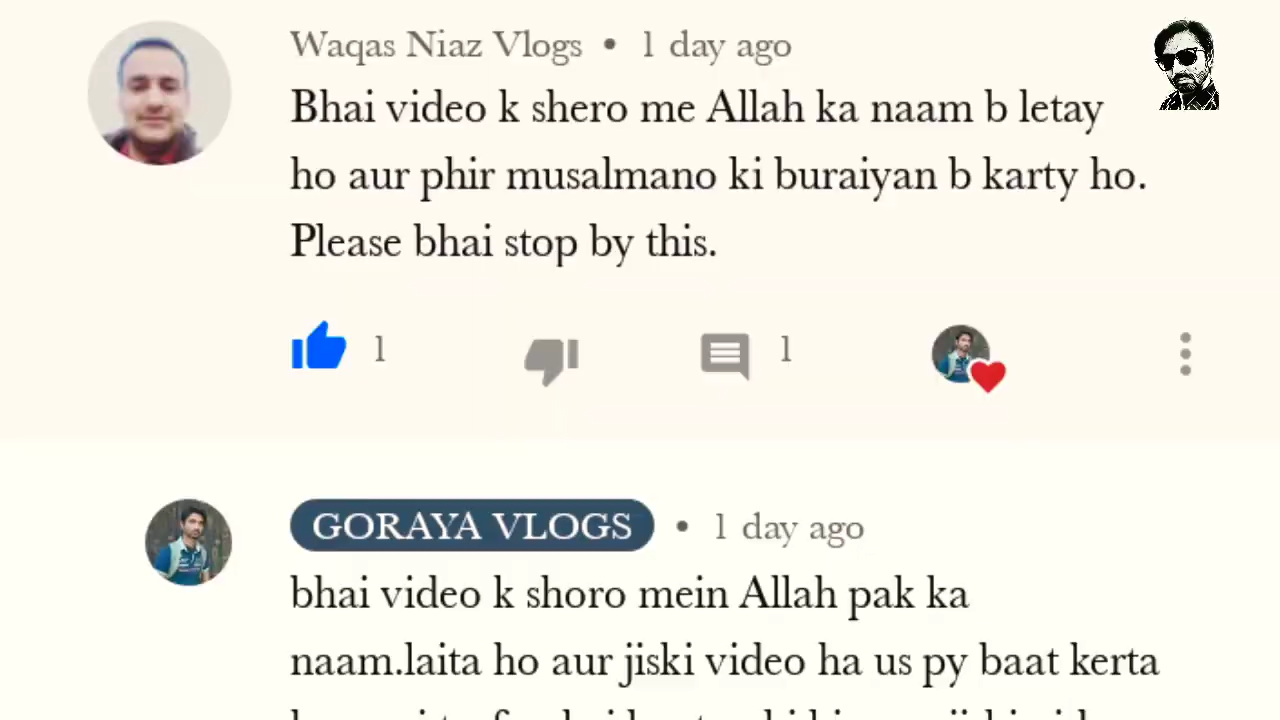 Waqas Niaz Vlogs • 1 day ago
Bhai video k shero me Allah ka naam b letay
ho aur phir musalmano ki buraiyan b karty ho.
Please bhai stop by this.
1 1
GORAYA VLOGS • 1 day ago
bhai video k shoro mein Allah pak ka
naam.laita ho aur jiski video ha us py baat kerta